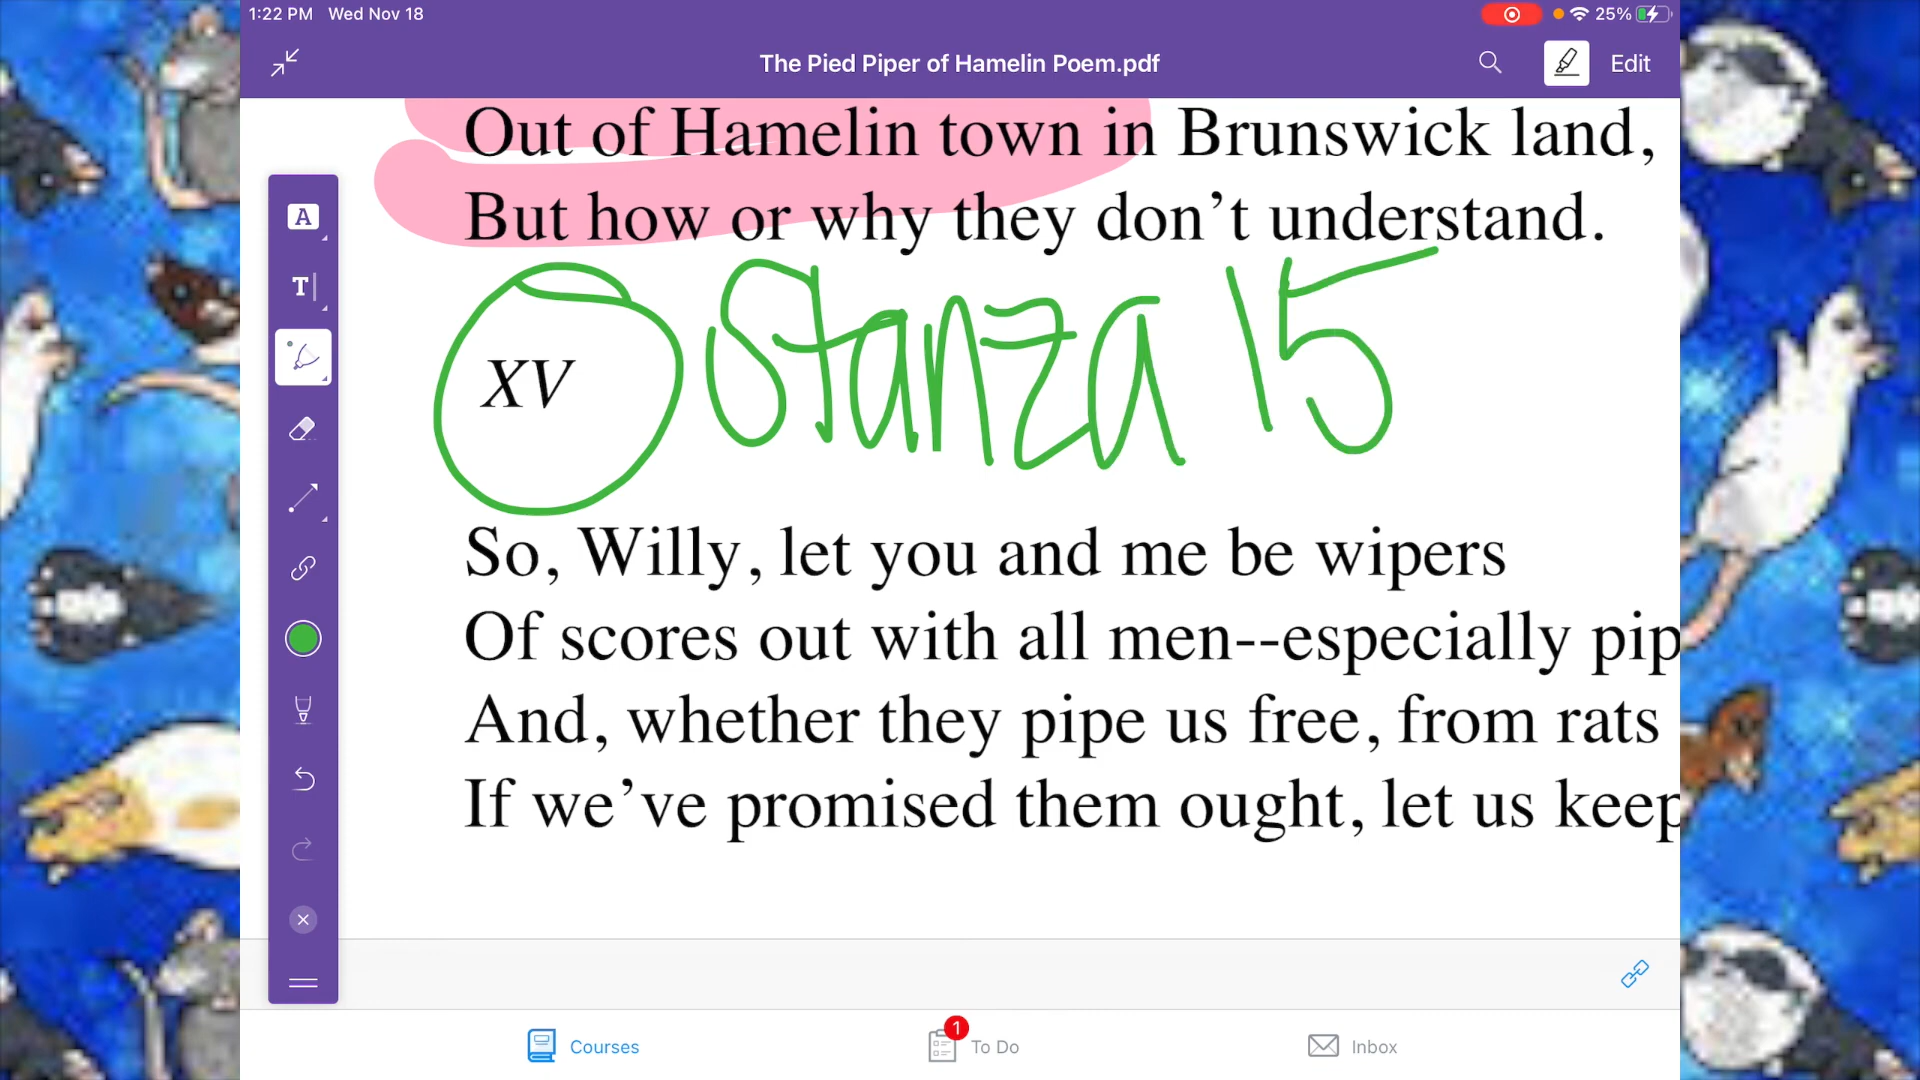 1:22 PM Wed Nov 18
25%
The Pied Piper of Hamelin Poem.pdf
Edit
Out of Hamelin town in Brunswick land,
But how or why they don’t understand.
A
T
XV
Stanza 15
So, Willy, let you and me be wipers
Of scores out with all men--especially pip
And, whether they pipe us free, from rats
If we’ve promised them ought, let us keep
Courses
1
To Do
Inbox